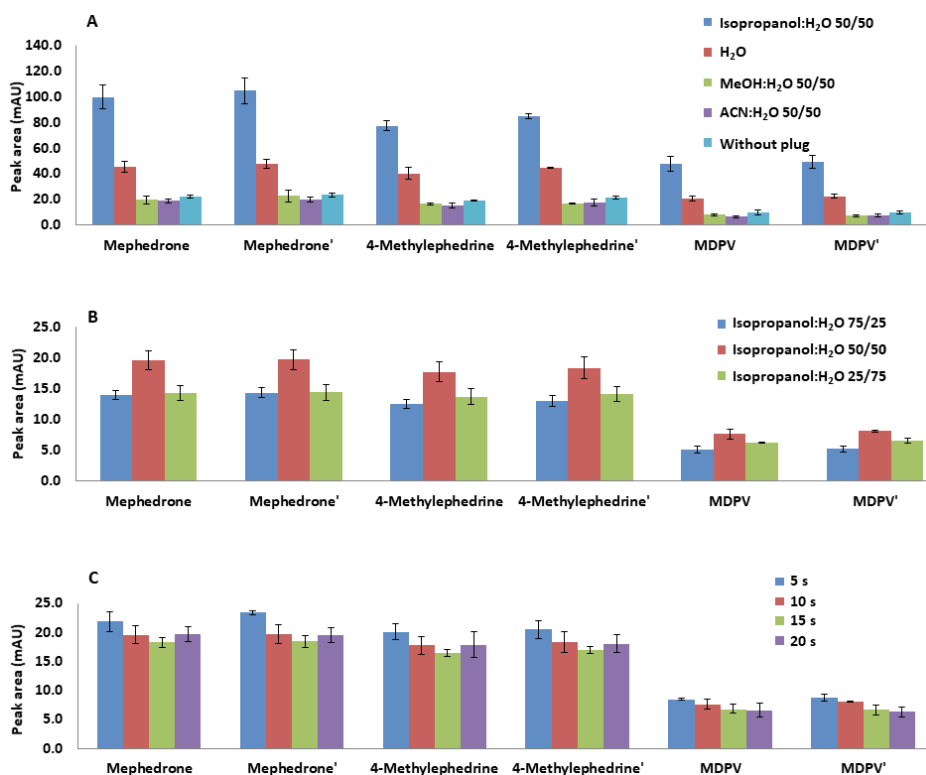 A
Isopropanol:H₂O 50/50
H₂O
MeOH:H₂O 50/50
ACN:H₂O 50/50
Without plug
Peak area (mAU)
140.0
120.0
100.0
80.0
60.0
40.0
20.0
0.0
Mephedrone Mephedrone' 4-Methylephedrine 4-Methylephedrine' MDPV MDPV'
B
Isopropanol:H₂O 75/25
Isopropanol:H₂O 50/50
Isopropanol:H₂O 25/75
Peak area (mAU)
25.0
20.0
15.0
10.0
5.0
0.0
Mephedrone Mephedrone' 4-Methylephedrine 4-Methylephedrine' MDPV MDPV'
C
5 s
10 s
15 s
20 s
Peak area (mAU)
25.0
20.0
15.0
10.0
5.0
0.0
Mephedrone Mephedrone' 4-Methylephedrine 4-Methylephedrine' MDPV MDPV'